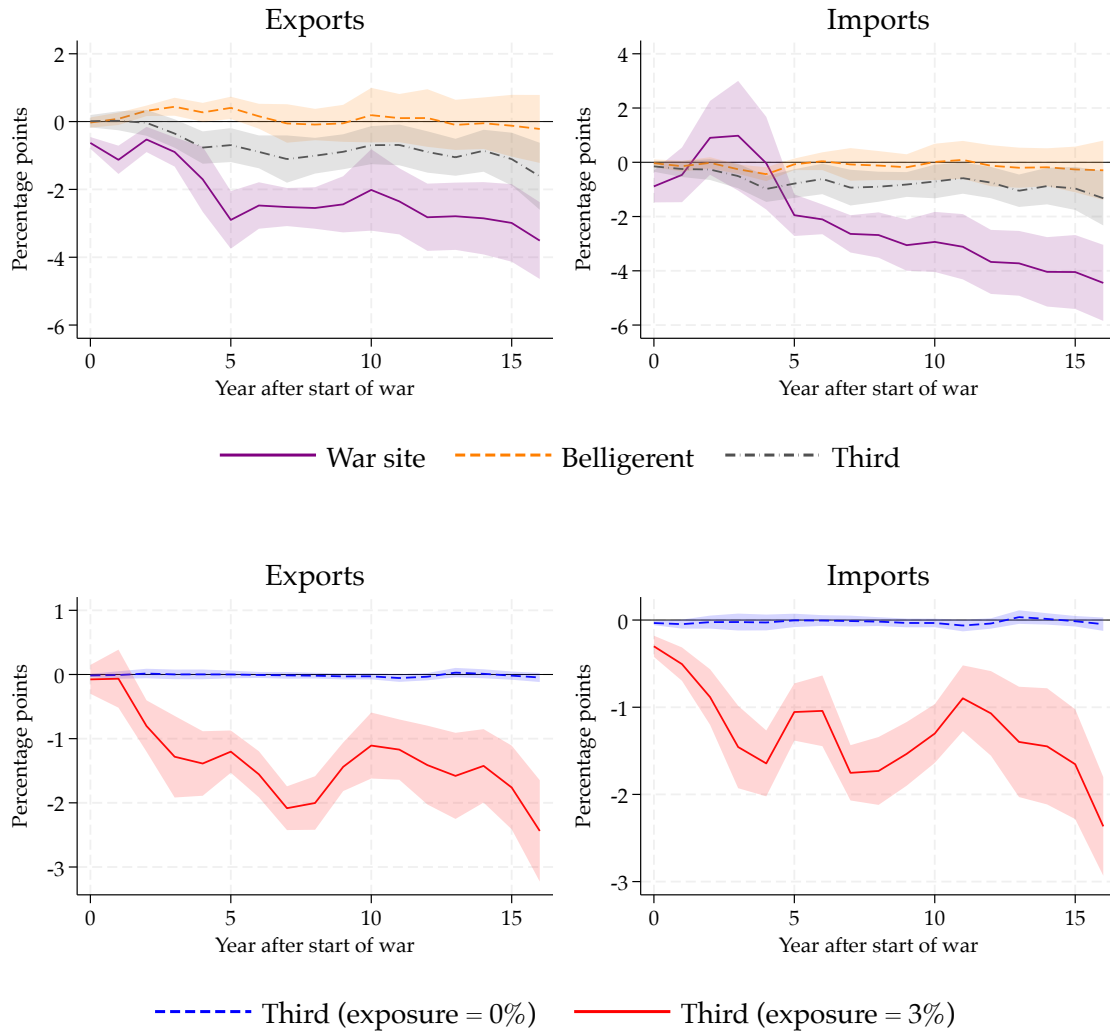 Exports
Imports
Percentage points
2
0
-2
-4
-6
0
5
10
15
Year after start of war
Percentage points
4
2
0
-2
-4
-6
0
5
10
15
Year after start of war
War site
Belligerent
Third
Exports
Imports
Percentage points
1
0
-1
-2
-3
0
5
10
15
Year after start of war
Percentage points
0
-1
-2
-3
0
5
10
15
Year after start of war
Third (exposure = 0%)
Third (exposure = 3%)